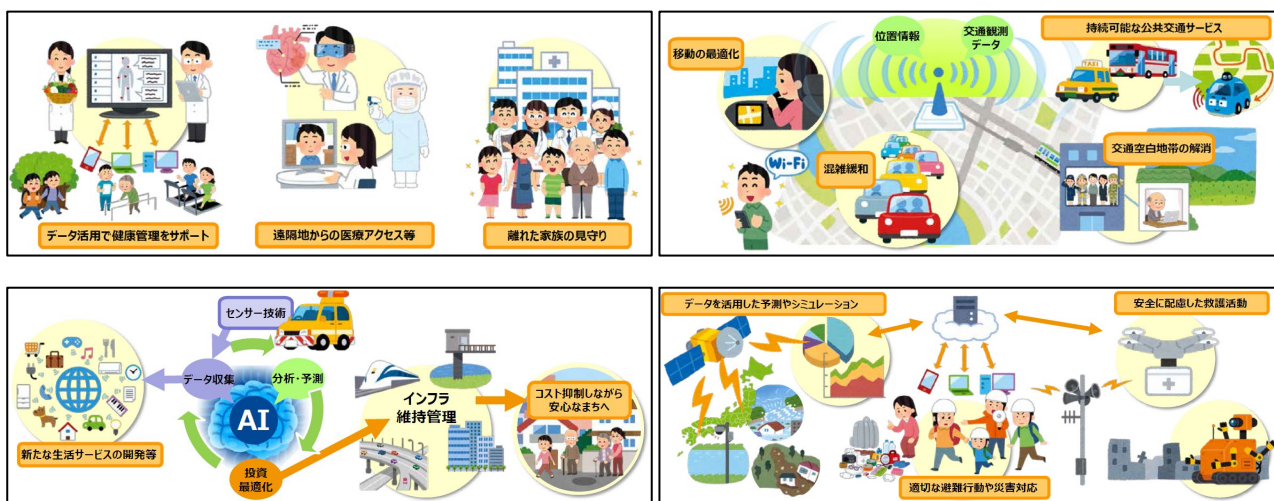 データ活用で健康管理をサポート
遠隔地からの医療アクセス等
離れた家族の見守り
移動の最適化
位置情報
交通観測
データ
持続可能な公共交通サービス
TAXI
Wi-Fi
混雑緩和
交通空白地帯の解消
センサー技術
データ収集
分析・予測
AI
投資
最適化
新たな生活サービスの開発等
インフラ
維持管理
コスト抑制しながら
安心なまちへ
データを活用した予測やシミュレーション
安全に配慮した救護活動
適切な避難行動や災害対応